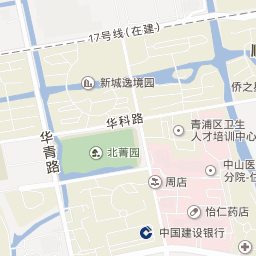 17号线(在建)
新城逸境园
侨之
华科路
青浦区卫生
人才培训中心
华青路
北菁园
中山医
分院-
周店
怡仁药店
中国建设银行